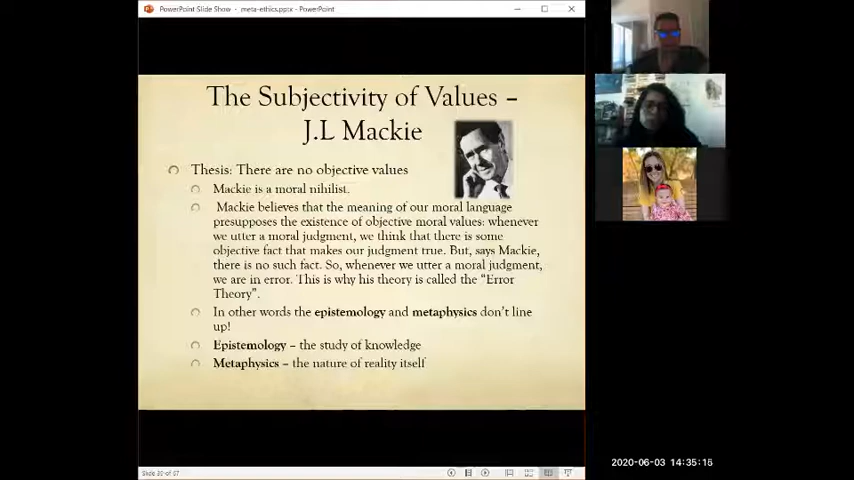 PowerPoint Slide Show - meta-ethics.pptx - PowerPoint
The Subjectivity of Values –
J.L Mackie
Thesis: There are no objective values
Mackie is a moral nihilist.
Mackie believes that the meaning of our moral language
presupposes the existence of objective moral values: whenever
we utter a moral judgment, we think that there is some
objective fact that makes our judgment true. But, says Mackie,
there is no such fact. So, whenever we utter a moral judgment,
we are in error. This is why his theory is called the “Error
Theory”.
In other words the epistemology and metaphysics don’t line
up!
Epistemology – the study of knowledge
Metaphysics – the nature of reality itself
2020-06-03 14:35:15